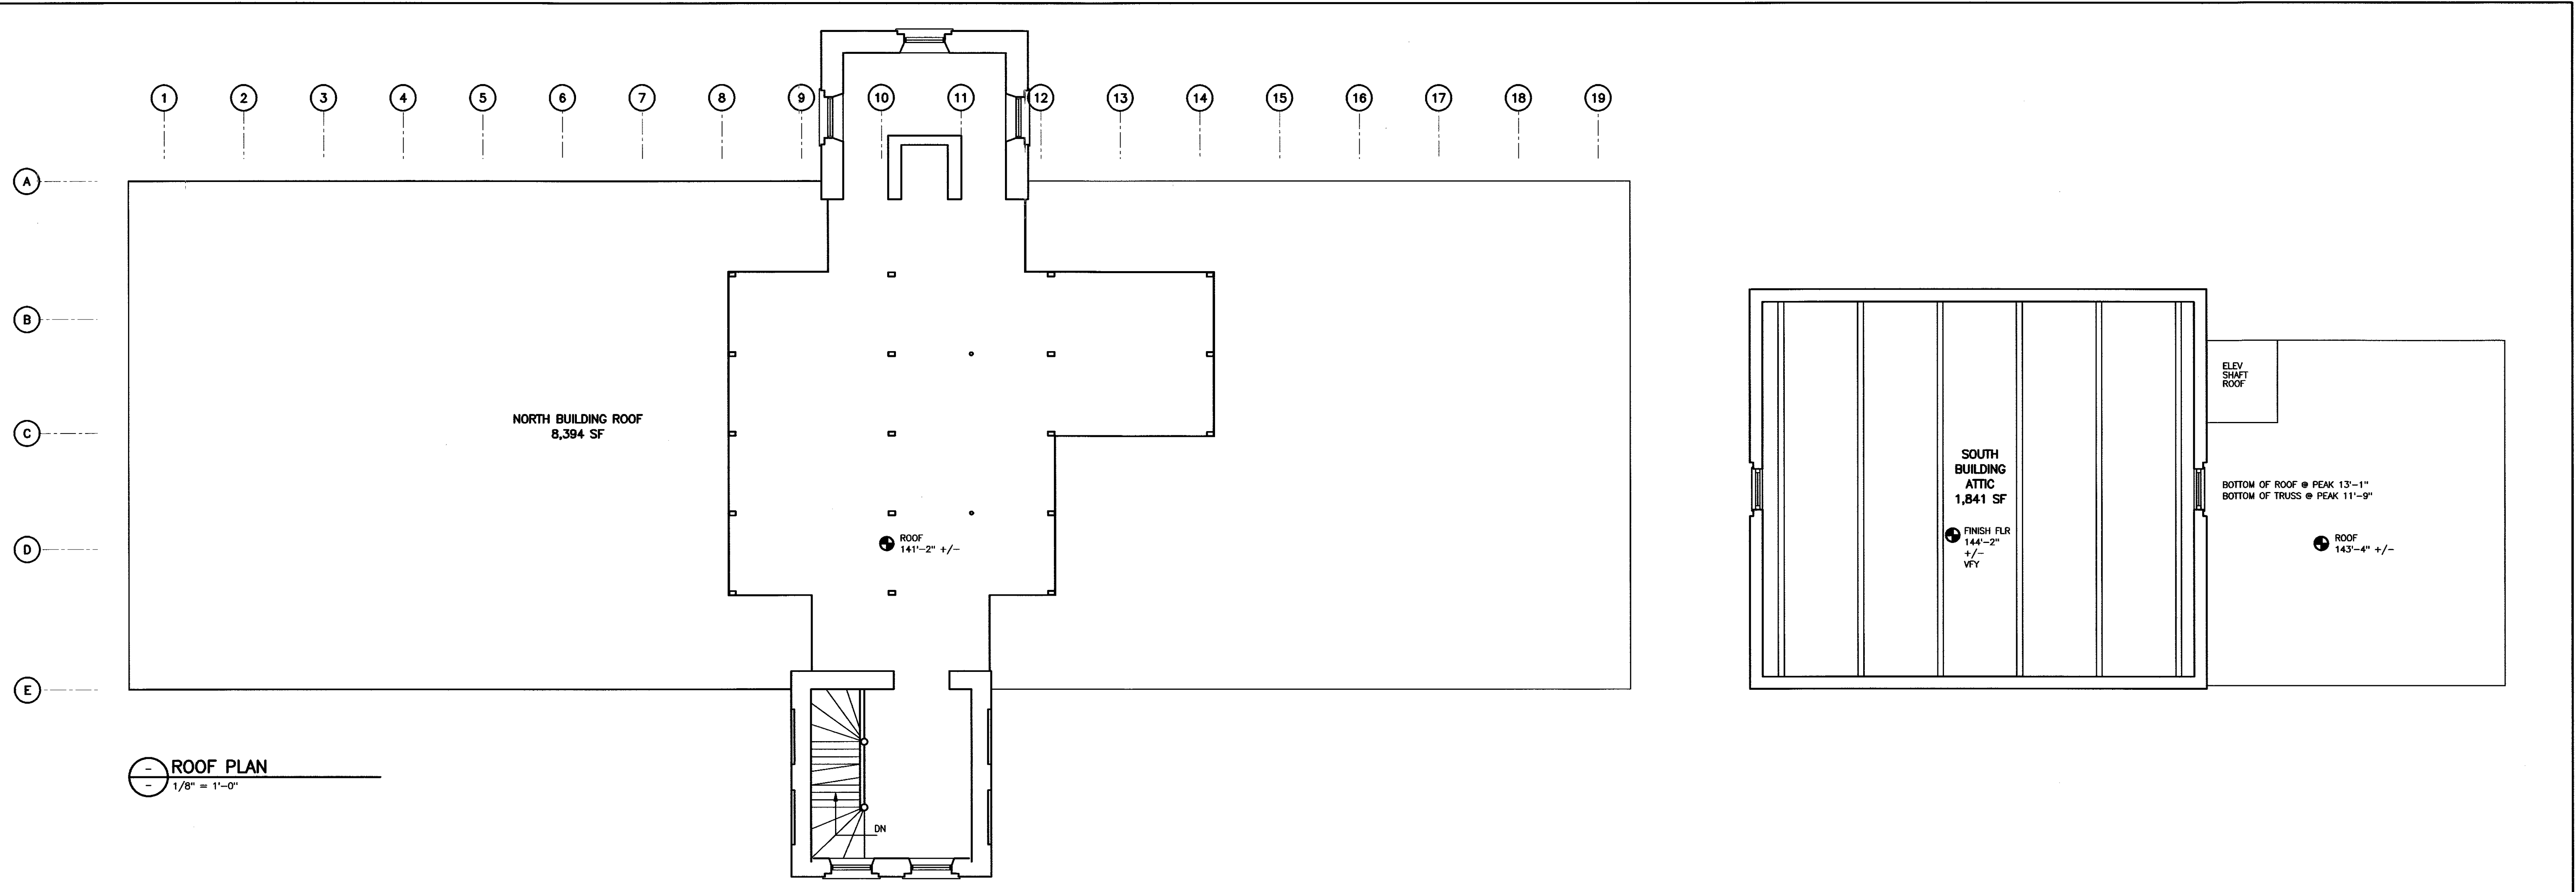 1 2 3 4 5 6 7 8 9 10 11 12 13 14 15 16 17 18 19
A
B
C
D
E
NORTH BUILDING ROOF
8,394 SF
ROOF
141'-2" +/-
DN
SOUTH
BUILDING
ATTIC
1,841 SF
FINISH FLR
144'-2"
+/-
VFY
ELEV
SHAFT
ROOF
BOTTOM OF ROOF @ PEAK 13'-1"
BOTTOM OF TRUSS @ PEAK 11'-9"
ROOF
143'-4" +/-
-
-
ROOF PLAN
1/8" = 1'-0"